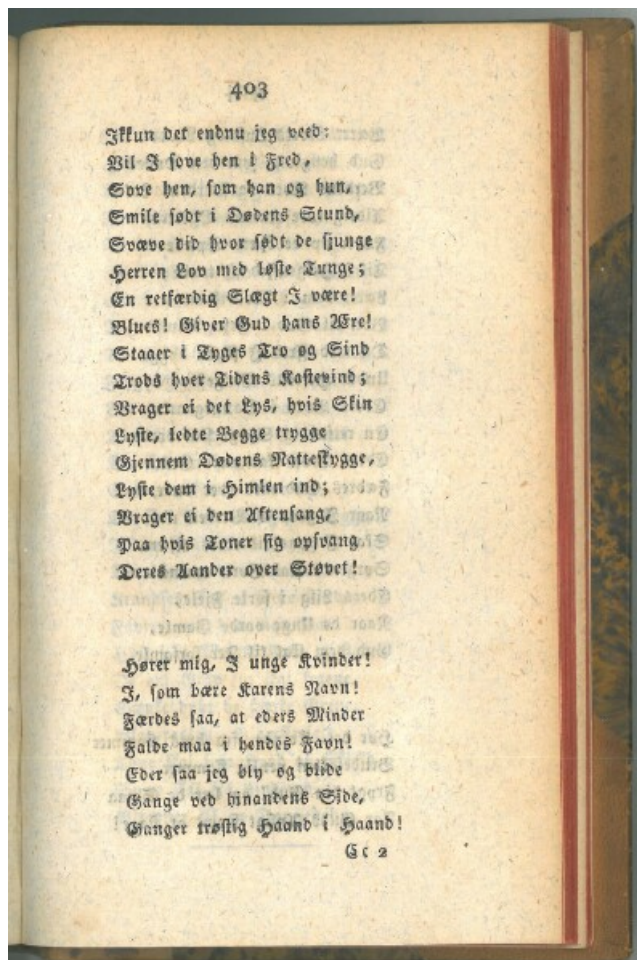 403
Ikkun det endnu jeg veed:
Vil I sove hen i Fred,
Sove hen, som han og hun,
Smile sødt i Dødens Stund,
Svæve did hvor sødt de sjunge
Herren Lov med løste Tunge;
En retfærdig Slægt I være!
Blues! Giver Gud hans Ære!
Staaer i Tyges Tro og Sind
Trods hver Tidens Kastevind;
Vrager ei det Lys, hvis Skin
Lyste, ledte Begge trygge
Gjennem Dødens Natteskygge,
Lyste dem i Himlen ind;
Vrager ei den Aftensang,
Paa hvis Toner sig opsvang
Deres Aander over Støvet!
Hører mig, I unge Kvinder!
I, som bære Karens Navn!
Færdes saa, at eders Minder
Falde maa i hendes Favn!
Eder saa jeg bly og blide
Gange ved hinandens Side,
Ganger trøstig Haand i Haand!
Cc 2